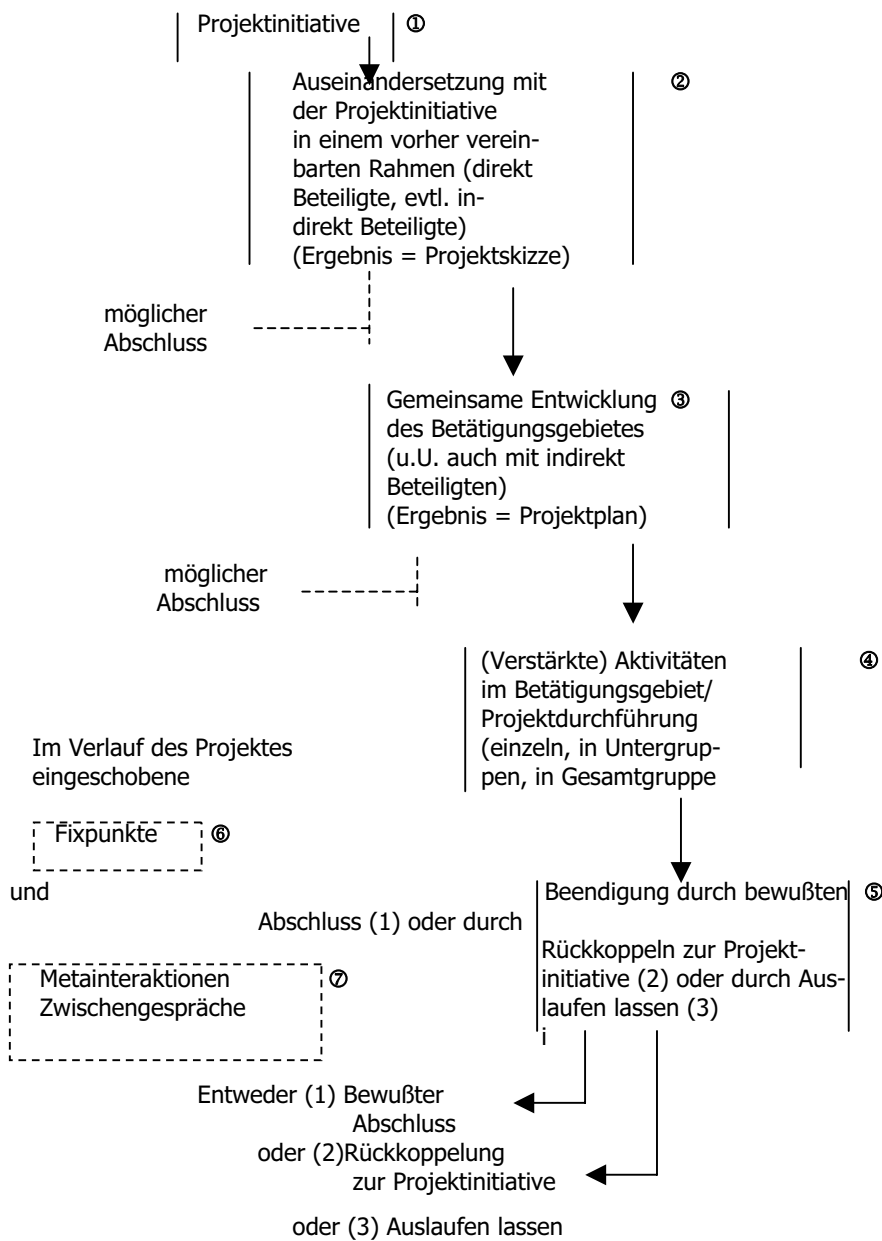 Projektinitiative ①
Auseinandersetzung mit ②
der Projektinitiative
in einem vorher verein-
barten Rahmen (direkt
Beteiligte, evtl. in-
direkt Beteiligte)
(Ergebnis = Projektskizze)
möglicher
Abschluss
Gemeinsame Entwicklung ③
des Betätigungsgebietes
(u.U. auch mit indirekt
Beteiligten)
(Ergebnis = Projektplan)
möglicher
Abschluss
(Verstärkte) Aktivitäten ④
im Betätigungsgebiet/
Projektdurchführung
(einzeln, in Untergrup-
pen, in Gesamtgruppe
Im Verlauf des Projektes
eingeschobene
Fixpunkte ⑥
und
Metainteraktionen ⑦
Zwischengespräche
Beendigung durch bewußten ⑤
Abschluss (1) oder durch
Rückkoppeln zur Projekt-
initiative (2) oder durch Aus-
laufen lassen (3)
i
Entweder (1) Bewußter
Abschluss
oder (2)Rückkoppelung
zur Projektinitiative
oder (3) Auslaufen lassen